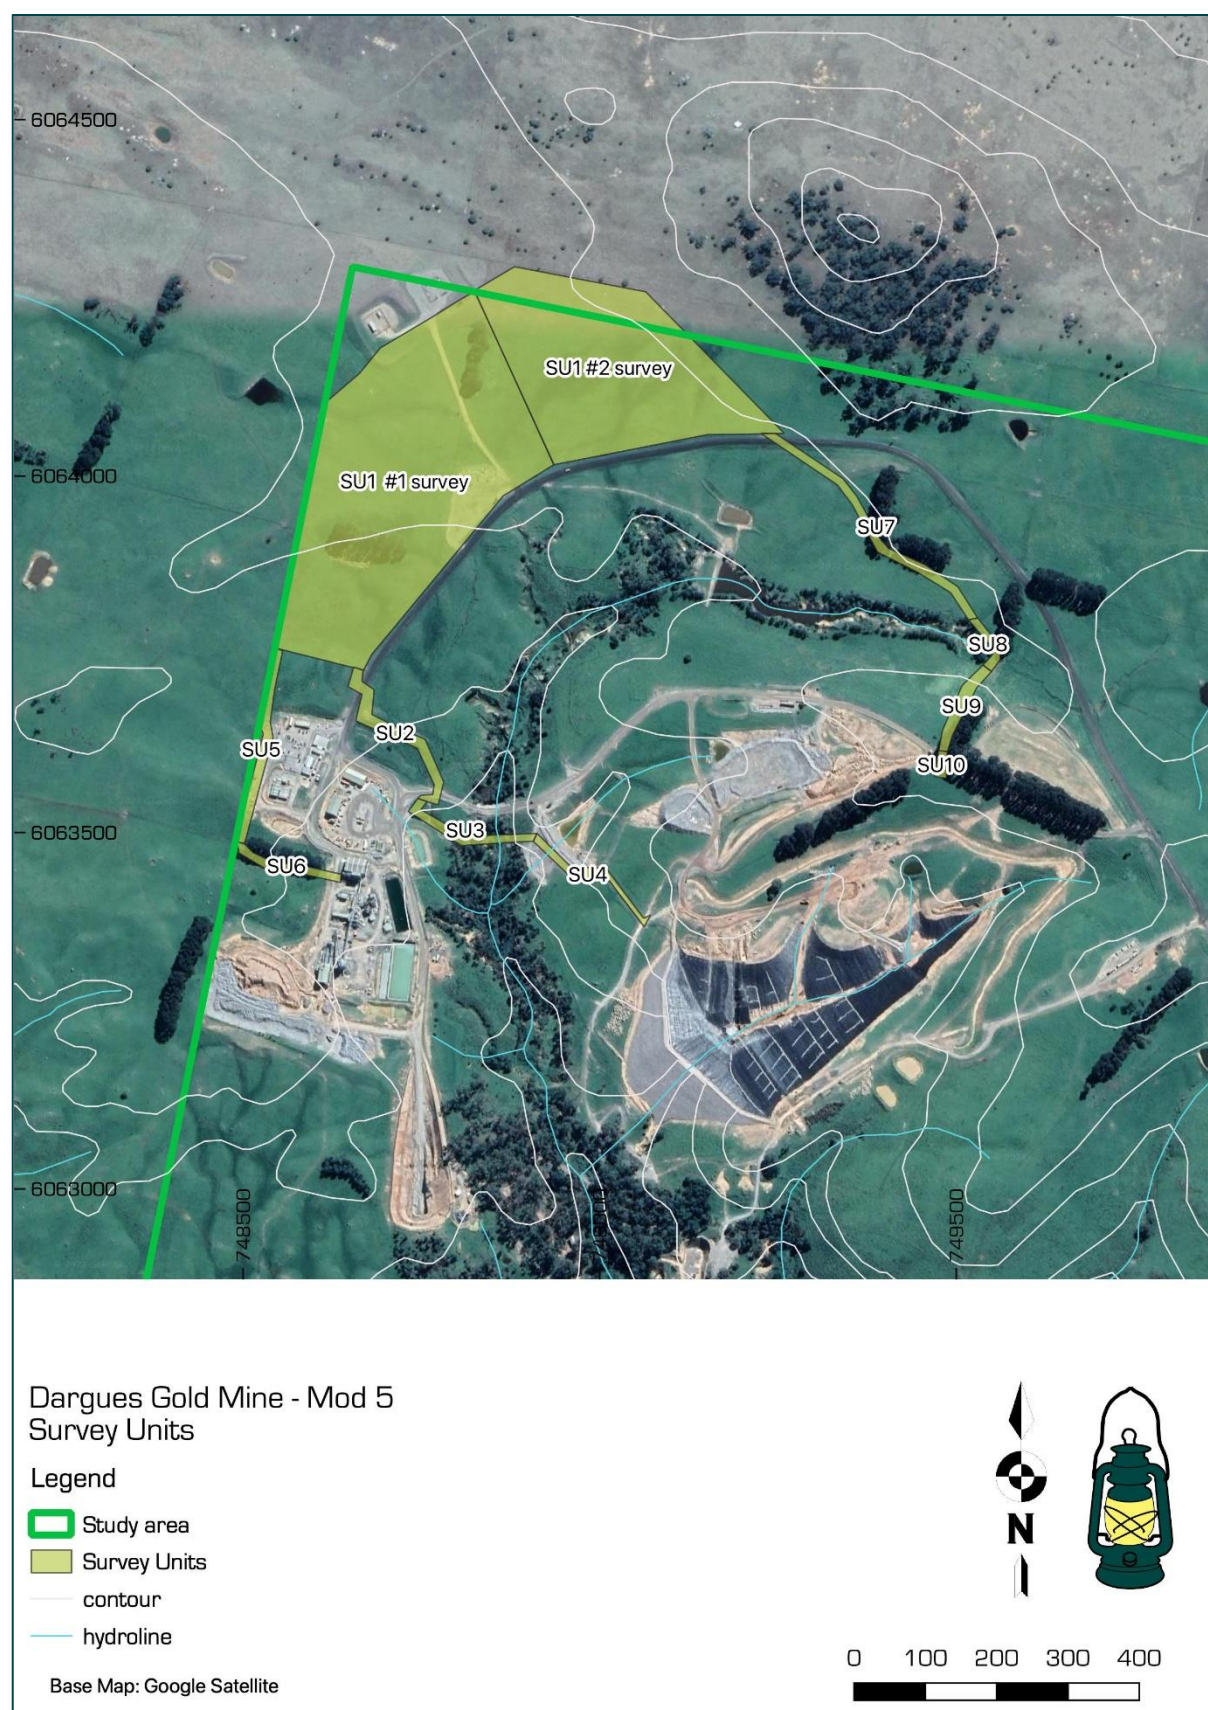 6064500
SU1 #2 survey
6064000
SU1 #1 survey
SU7
SU8
SU9
SU2
SU5
SU10
6063500
SU3
SU6
SU4
6063000
748500
749500
Dargues Gold Mine - Mod 5
Survey Units
Legend
Study area
Survey Units
contour
hydroline
Base Map: Google Satellite
N
0 100 200 300 400